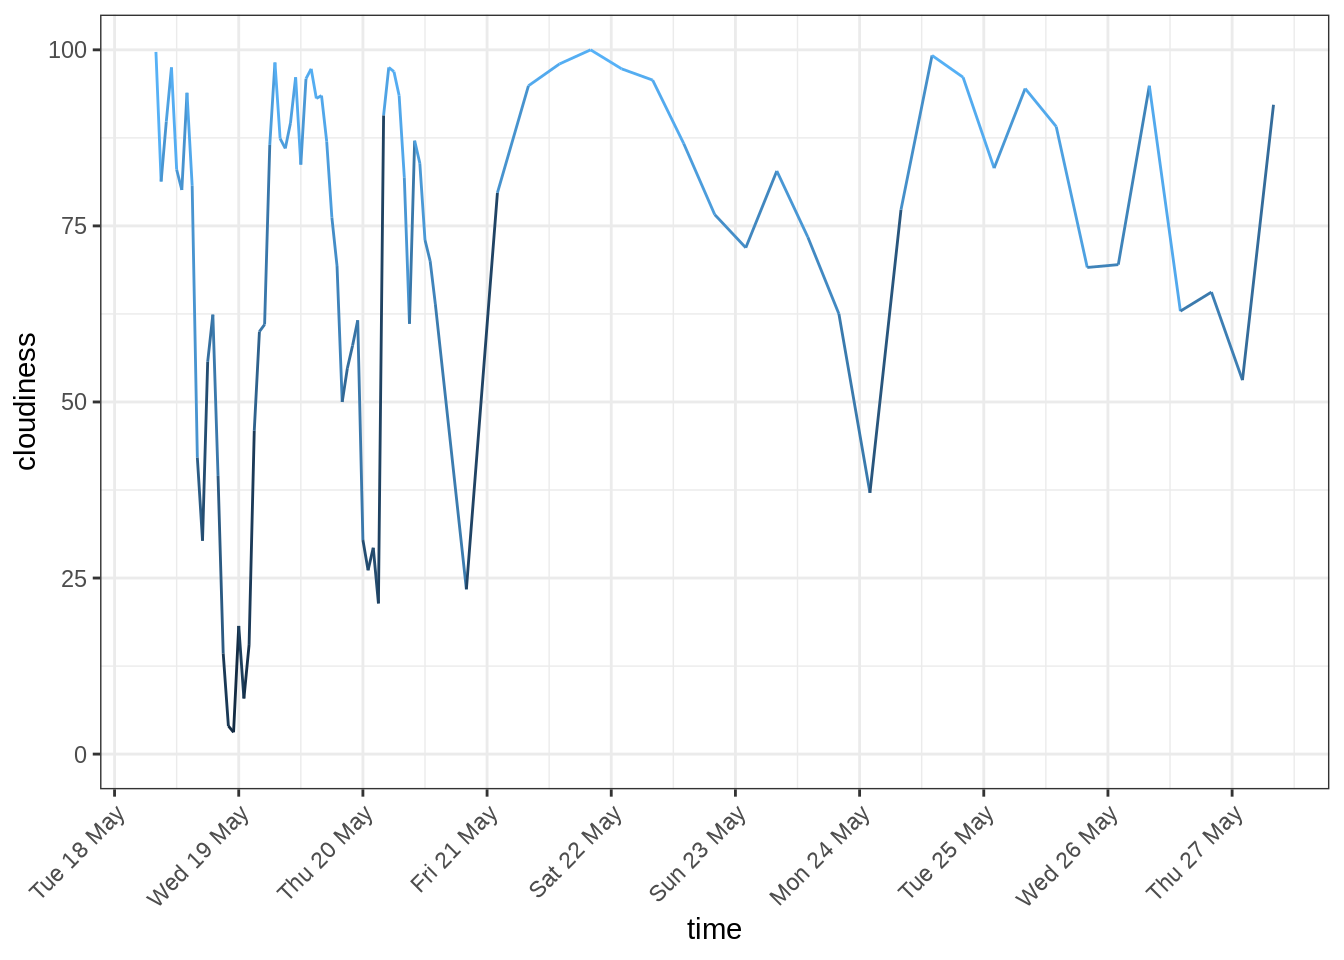 100
75
50
25
0
cloudiness
Tue 18 May
Wed 19 May
Thu 20 May
Fri 21 May
Sat 22 May
Sun 23 May
Mon 24 May
Tue 25 May
Wed 26 May
Thu 27 May
time